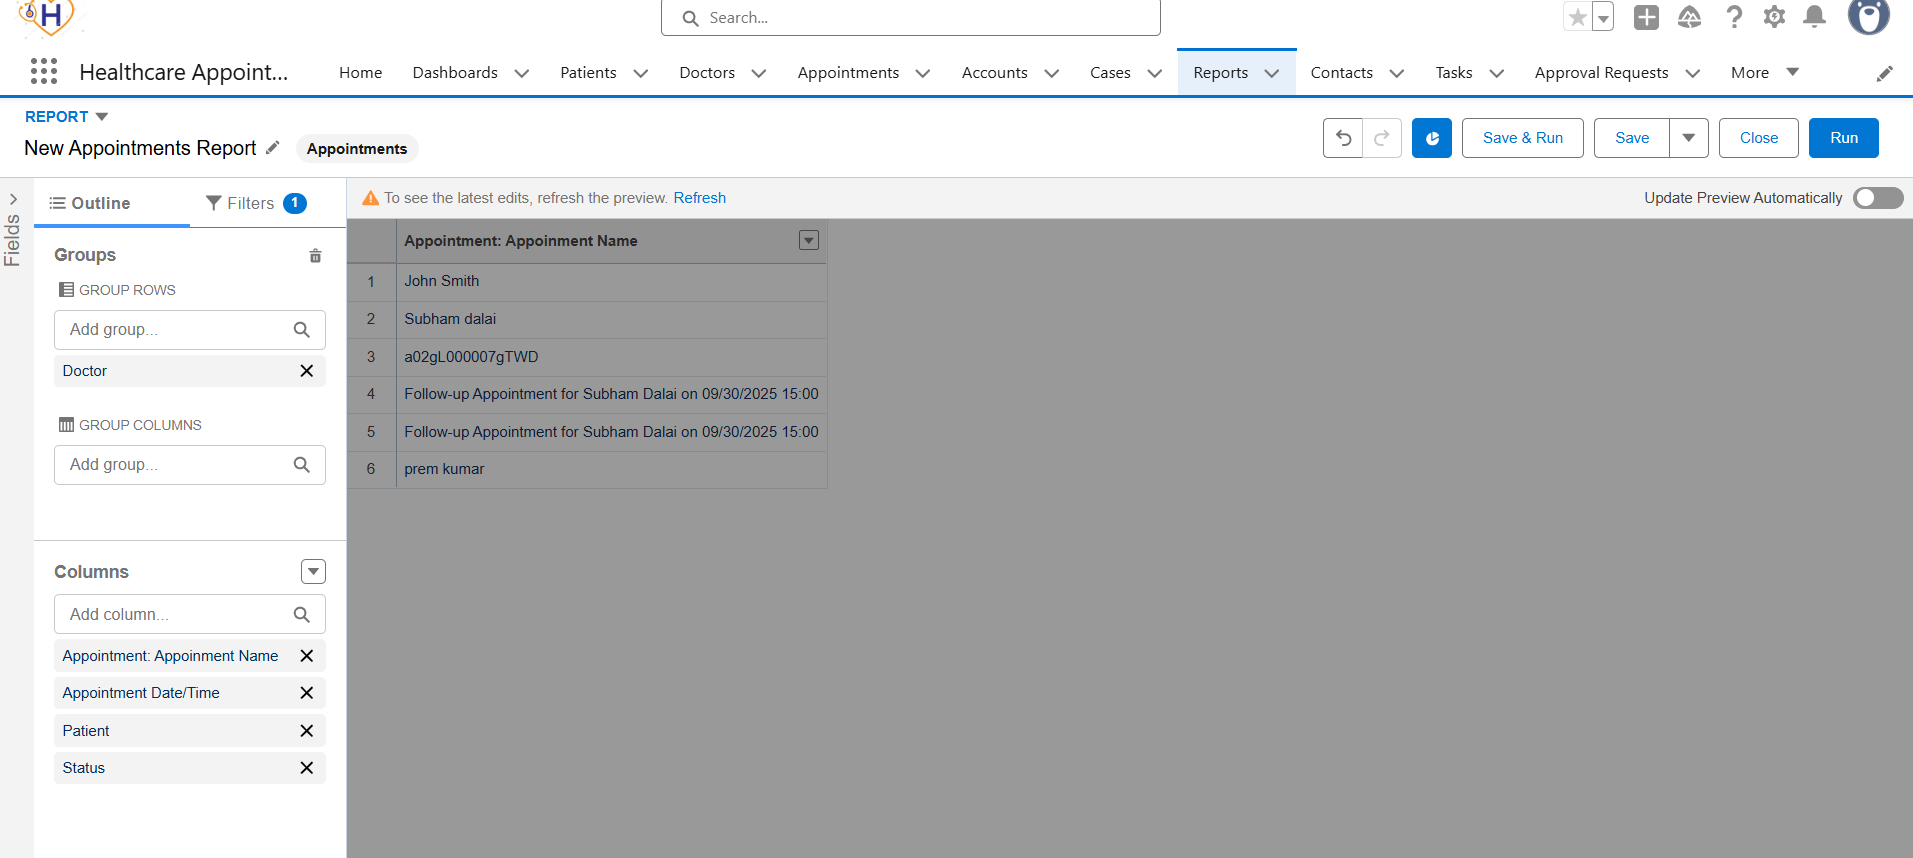 H
Search...
Healthcare Appoint...
Home
Dashboards
Patients
Doctors
Appointments
Accounts
Cases
Reports
Contacts
Tasks
Approval Requests
More
REPORT
New Appointments Report
Appointments
Save & Run
Save
Close
Run
Fields
Outline
Filters 1
To see the latest edits, refresh the preview. Refresh
Update Preview Automatically
Groups
GROUP ROWS
Add group...
Doctor
GROUP COLUMNS
Add group...
Columns
Add column...
Appointment: Appoinment Name
Appointment Date/Time
Patient
Status
Appointment: Appoinment Name
1 John Smith
2 Subham dalai
3 a02gL000007gTWD
4 Follow-up Appointment for Subham Dalai on 09/30/2025 15:00
5 Follow-up Appointment for Subham Dalai on 09/30/2025 15:00
6 prem kumar